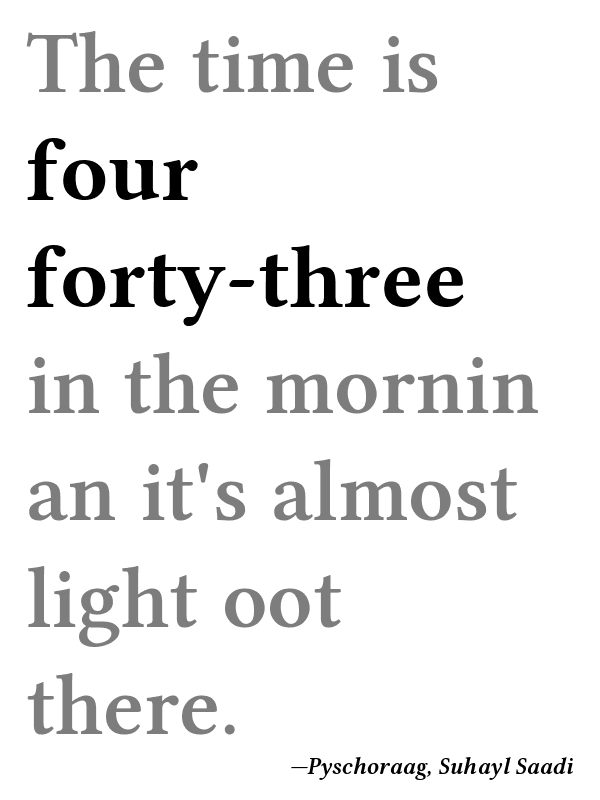 The time is
four
forty-three
in the mornin
an it's almost
light oot
there.
—Pyschoraag, Suhayl Saadi